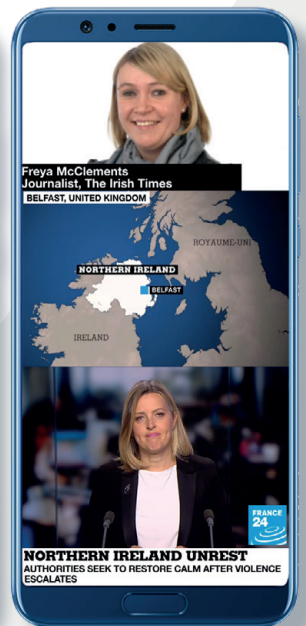 Freya McClements
Journalist, The Irish Times
BELFAST, UNITED KINGDOM
ROYAUME-UNI
NORTHERN IRELAND
BELFAST
IRELAND
FRANCE
24
NORTHERN IRELAND UNREST
AUTHORITIES SEEK TO RESTORE CALM AFTER VIOLENCE
ESCALATES